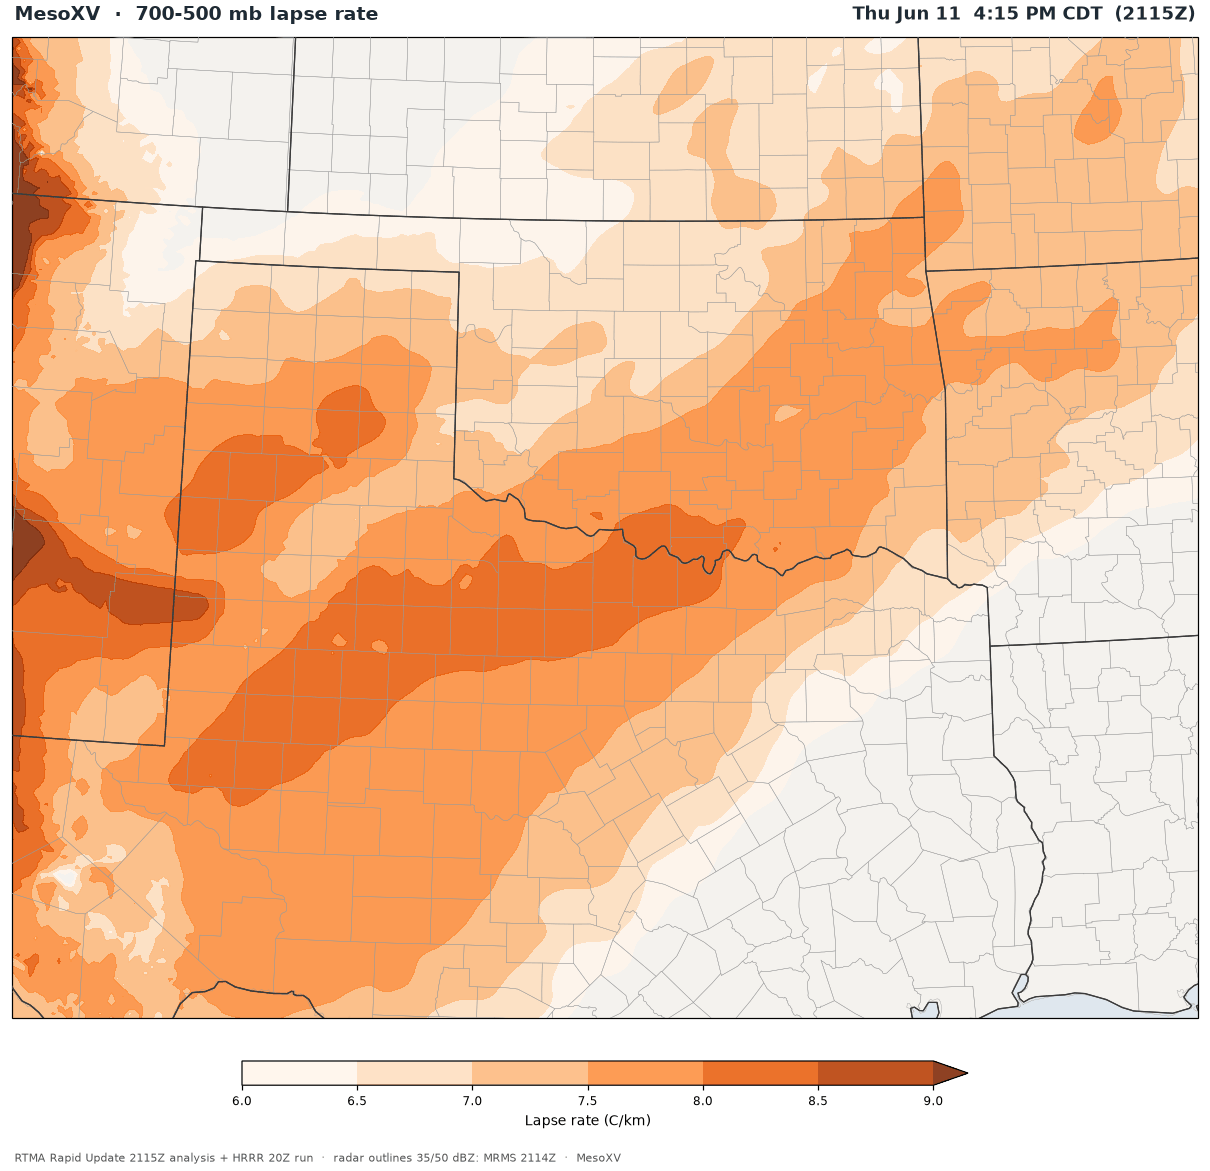 MesoXV · 700-500 mb lapse rate
Thu Jun 11 4:15 PM CDT (2115Z)
6.0 6.5 7.0 7.5 8.0 8.5 9.0
Lapse rate (C/km)
RTMA Rapid Update 2115Z analysis + HRRR 20Z run · radar outlines 35/50 dBZ: MRMS 2114Z · MesoXV